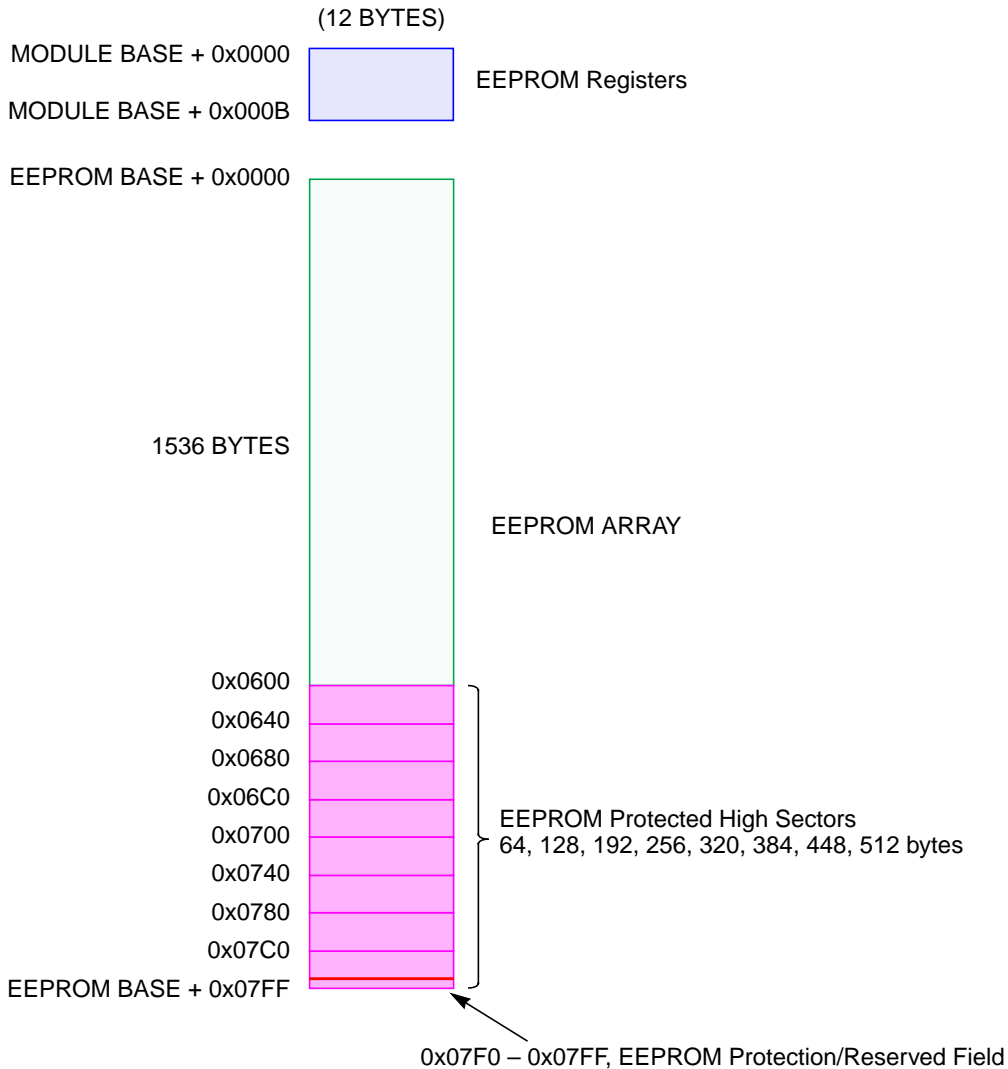 (12 BYTES)
MODULE BASE + 0x0000
EEPROM Registers
MODULE BASE + 0x000B
EEPROM BASE + 0x0000
1536 BYTES
EEPROM ARRAY
0x0600
0x0640
0x0680
0x06C0
0x0700
0x0740
0x0780
0x07C0
EEPROM Protected High Sectors
64, 128, 192, 256, 320, 384, 448, 512 bytes
EEPROM BASE + 0x07FF
0x07F0 – 0x07FF, EEPROM Protection/Reserved Field